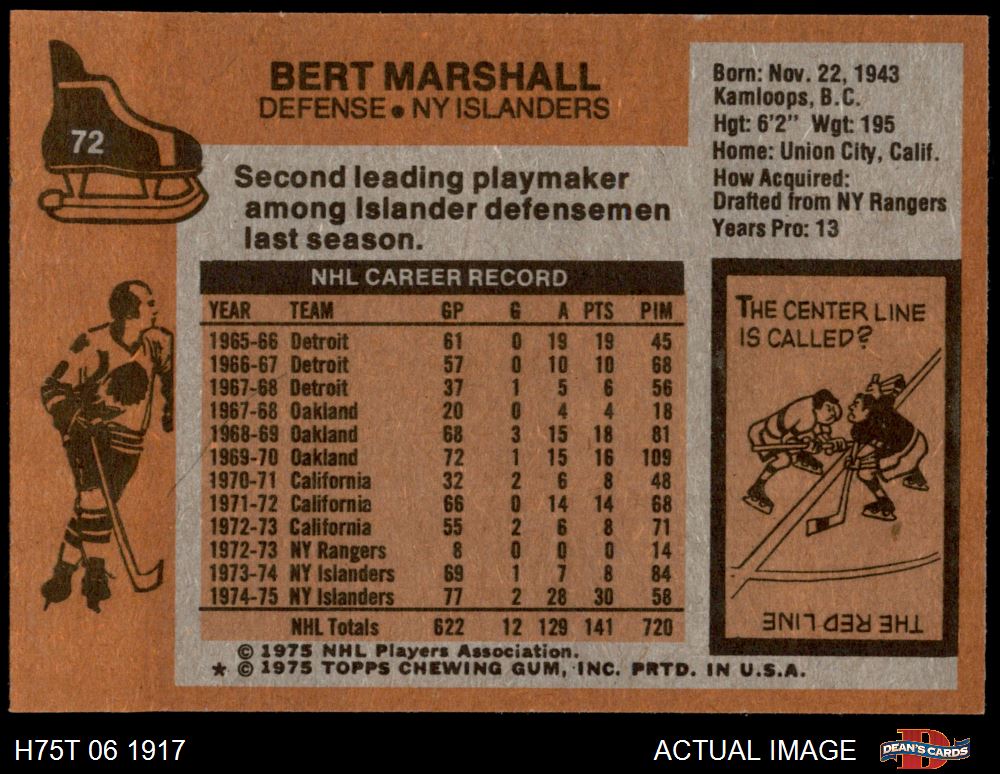 BERT MARSHALL
DEFENSE • NY ISLANDERS
72
Second leading playmaker
among Islander defensemen
last season.
Born: Nov. 22, 1943
Kamloops, B.C.
Hgt: 6'2" Wgt: 195
Home: Union City, Calif.
How Acquired:
Drafted from NY Rangers
Years Pro: 13
NHL CAREER RECORD
YEAR TEAM GP G A PTS PIM
1965-66 Detroit 61 0 19 19 45
1966-67 Detroit 57 0 10 10 68
1967-68 Detroit 37 1 5 6 56
1967-68 Oakland 20 0 4 4 18
1968-69 Oakland 68 3 15 18 81
1969-70 Oakland 72 1 15 16 109
1970-71 California 32 2 6 8 48
1971-72 California 66 0 14 14 68
1972-73 California 55 2 6 8 71
1972-73 NY Rangers 8 0 0 0 14
1973-74 NY Islanders 69 1 7 8 84
1974-75 NY Islanders 77 2 28 30 58
NHL Totals 622 12 129 141 720
THE CENTER LINE
IS CALLED?
THE RED LINE
© 1975 NHL Players Association.
★ © 1975 TOPPS CHEWING GUM, INC. PRTD. IN U.S.A.
H75T 06 1917
ACTUAL IMAGE
DEAN'S CARDS